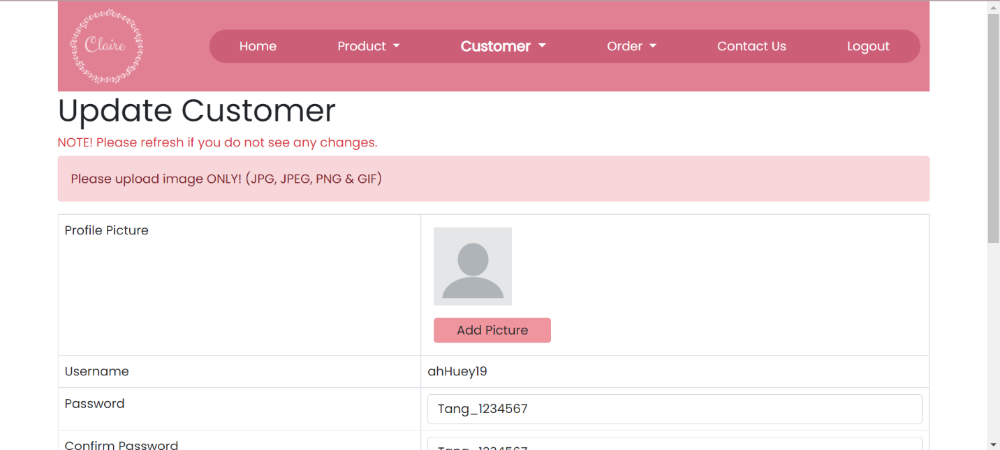 Claire
Home Product Customer Order Contact Us Logout
Update Customer
NOTE! Please refresh if you do not see any changes.
Please upload image ONLY! (JPG, JPEG, PNG & GIF)
Profile Picture
Add Picture
Username ahHuey19
Password Tang_1234567
Confirm Password Tang_1234567